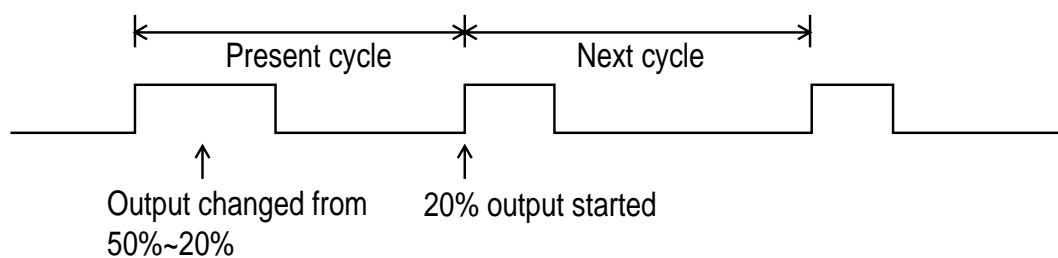 Present cycle
Next cycle
Output changed from
50%~20%
20% output started